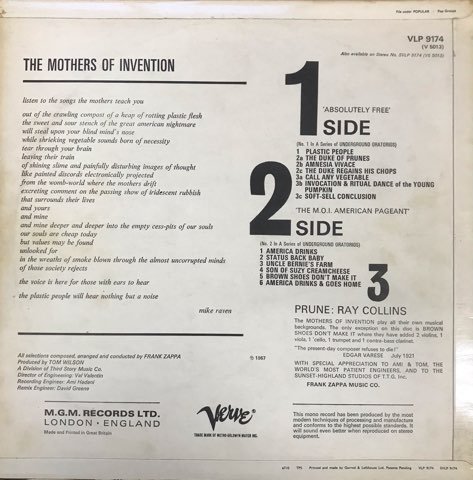 File under POPULAR Pop Groups
VLP 9174
(V 5013)
Also available on Stereo No. SVLP 9174 (VS 5013)
THE MOTHERS OF INVENTION
listen to the songs the mothers teach you
out of the crawling compost of a heap of rotting plastic flesh
the sweet and sour stench of the great american nightmare
will steal upon your blind mind's nose
while shrieking vegetable sounds born of necessity
tear through your brain
leaving their train
of shining slime and painfully disturbing images of thought
like painted discords electronically projected
from the womb-world where the mothers drift
excreting comment on the passing show of iridescent rubbish
that surrounds their lives
and yours
and mine
and mine deeper and deeper into the empty cess-pits of our souls
our souls are cheap today
but values may be found
unlooked for
in the wreaths of smoke blown through the almost uncorrupted minds
of those society rejects
the voice is here for those with ears to hear
the plastic people will hear nothing but a noise
mike raven
1
'ABSOLUTELY FREE'
SIDE
(No. 1 In A Series of UNDERGROUND ORATORIOS)
1 PLASTIC PEOPLE
2a THE DUKE OF PRUNES
2b AMNESIA VIVACE
2c THE DUKE REGAINS HIS CHOPS
3a CALL ANY VEGETABLE
3b INVOCATION & RITUAL DANCE of the YOUNG
PUMPKIN
3c SOFT-SELL CONCLUSION
2
'THE M.O.I. AMERICAN PAGEANT'
SIDE
(No. 2 In A Series of UNDERGROUND ORATORIOS)
1 AMERICA DRINKS
2 STATUS BACK BABY
3 UNCLE BERNIE'S FARM
4 SON OF SUZY CREAMCHEESE
5 BROWN SHOES DON'T MAKE IT
6 AMERICA DRINKS & GOES HOME
3
PRUNE: RAY COLLINS
The MOTHERS OF INVENTION play all their own musical
backgrounds. The only exception on this disc is BROWN
SHOES DON'T MAKE IT where they have added 2 violins, 1
viola, 1 'cello, 1 trumpet and 1 contra-bass clarinet.
"The present-day composer refuses to die!"
EDGAR VARESE July 1921
WITH SPECIAL APPRECIATION TO AMI & TOM, THE
WORLD'S MOST PATIENT ENGINEERS, AND TO THE
SUNSET-HIGHLAND STUDIOS OF T.T.G. Inc.
FRANK ZAPPA MUSIC CO.
All selections composed, arranged and conducted by FRANK ZAPPA
Produced by TOM WILSON
A Division of Third Story Music Co.
Director of Engineering: Val Valentin
Recording Engineer: Ami Hadani
Remix Engineer: David Greene
℗ 1967
M.G.M. RECORDS LTD.
LONDON • ENGLAND
Made and Printed in Great Britain
Verve
TRADE MARK OF METRO-GOLDWYN-MAYER INC.
This mono record has been produced by the most
modern techniques of processing and manufacture
and conforms to the highest possible standards. It
will sound even better when reproduced on stereo
equipment.
6710 TPS Printed and made by Garrod & Lofthouse Ltd. Patents Pending VLP 9174 SVLP 9174